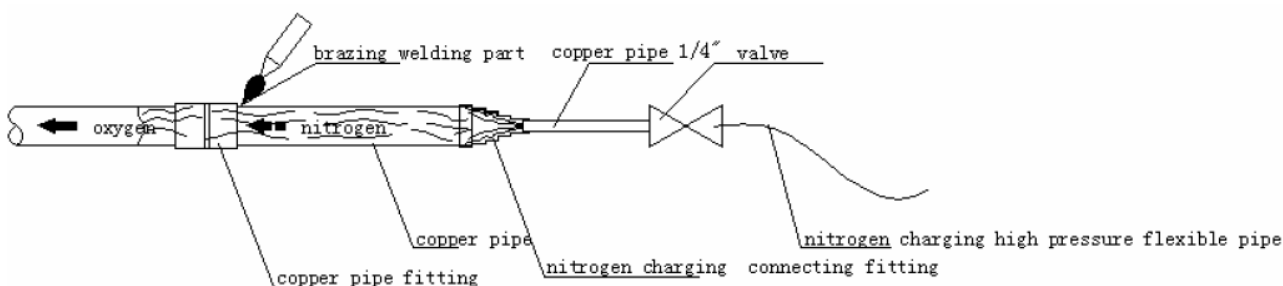 brazing welding part
copper pipe 1/4"
valve
oxygen
nitrogen
copper pipe
nitrogen charging high pressure flexible pipe
copper pipe fitting
nitrogen charging connecting fitting